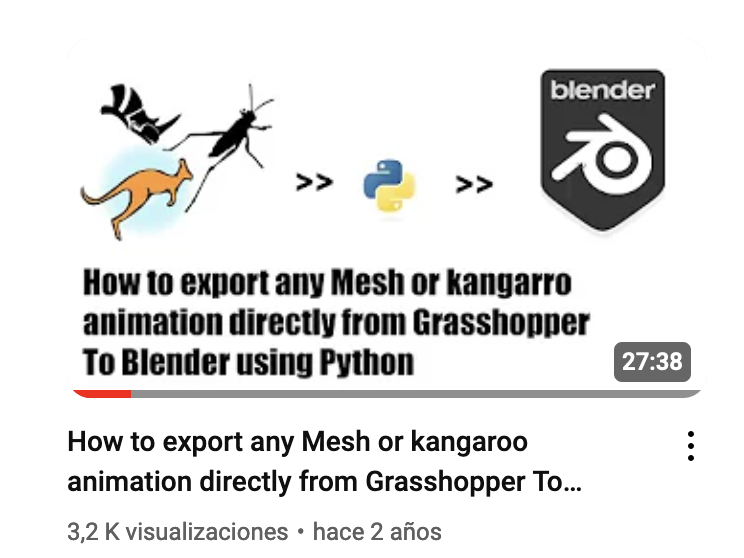 blender
>> >>
How to export any Mesh or kangarro
animation directly from Grasshopper
To Blender using Python
27:38
How to export any Mesh or kangaroo
animation directly from Grasshopper To...
3,2 K visualizaciones • hace 2 años